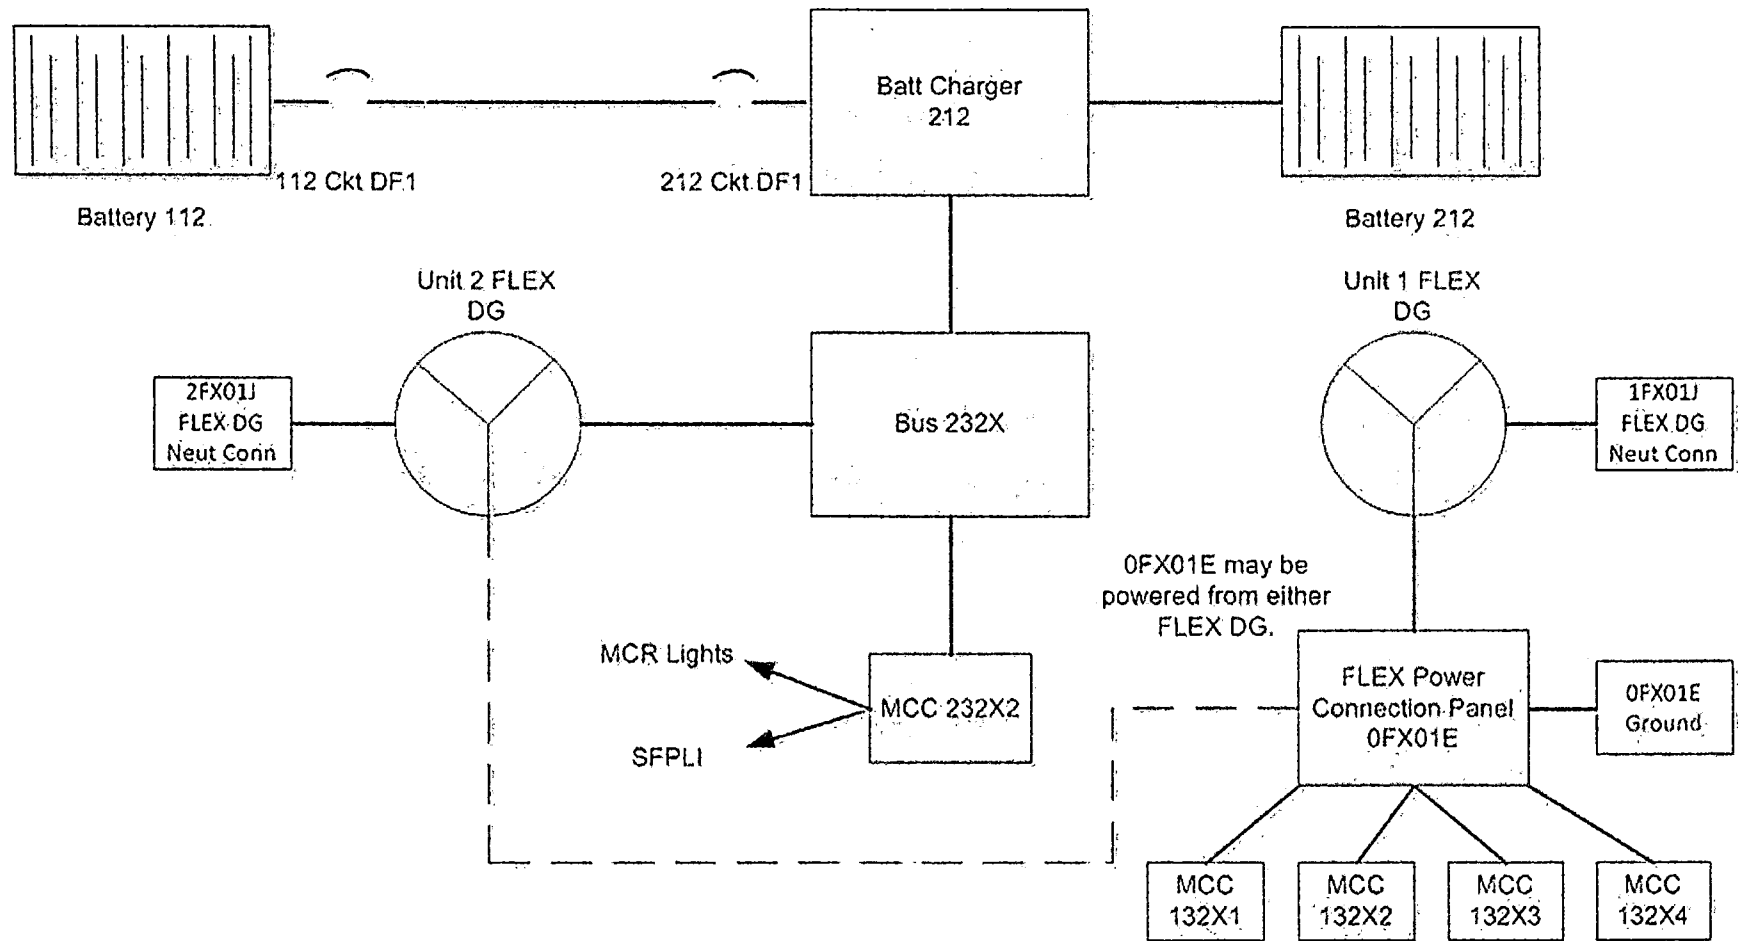 Batt Charger
212
112 Ckt DF1
212 Ckt DF1
Battery 112
Battery 212
Unit 2 FLEX
DG
Unit 1 FLEX
DG
2FX01J
FLEX DG
Neut Conn
Bus 232X
1FX01J
FLEX DG
Neut Conn
0FX01E may be
powered from either
FLEX DG.
MCR Lights
SFPLI
MCC 232X2
FLEX Power
Connection Panel
0FX01E
0FX01E
Ground
MCC
132X1
MCC
132X2
MCC
132X3
MCC
132X4